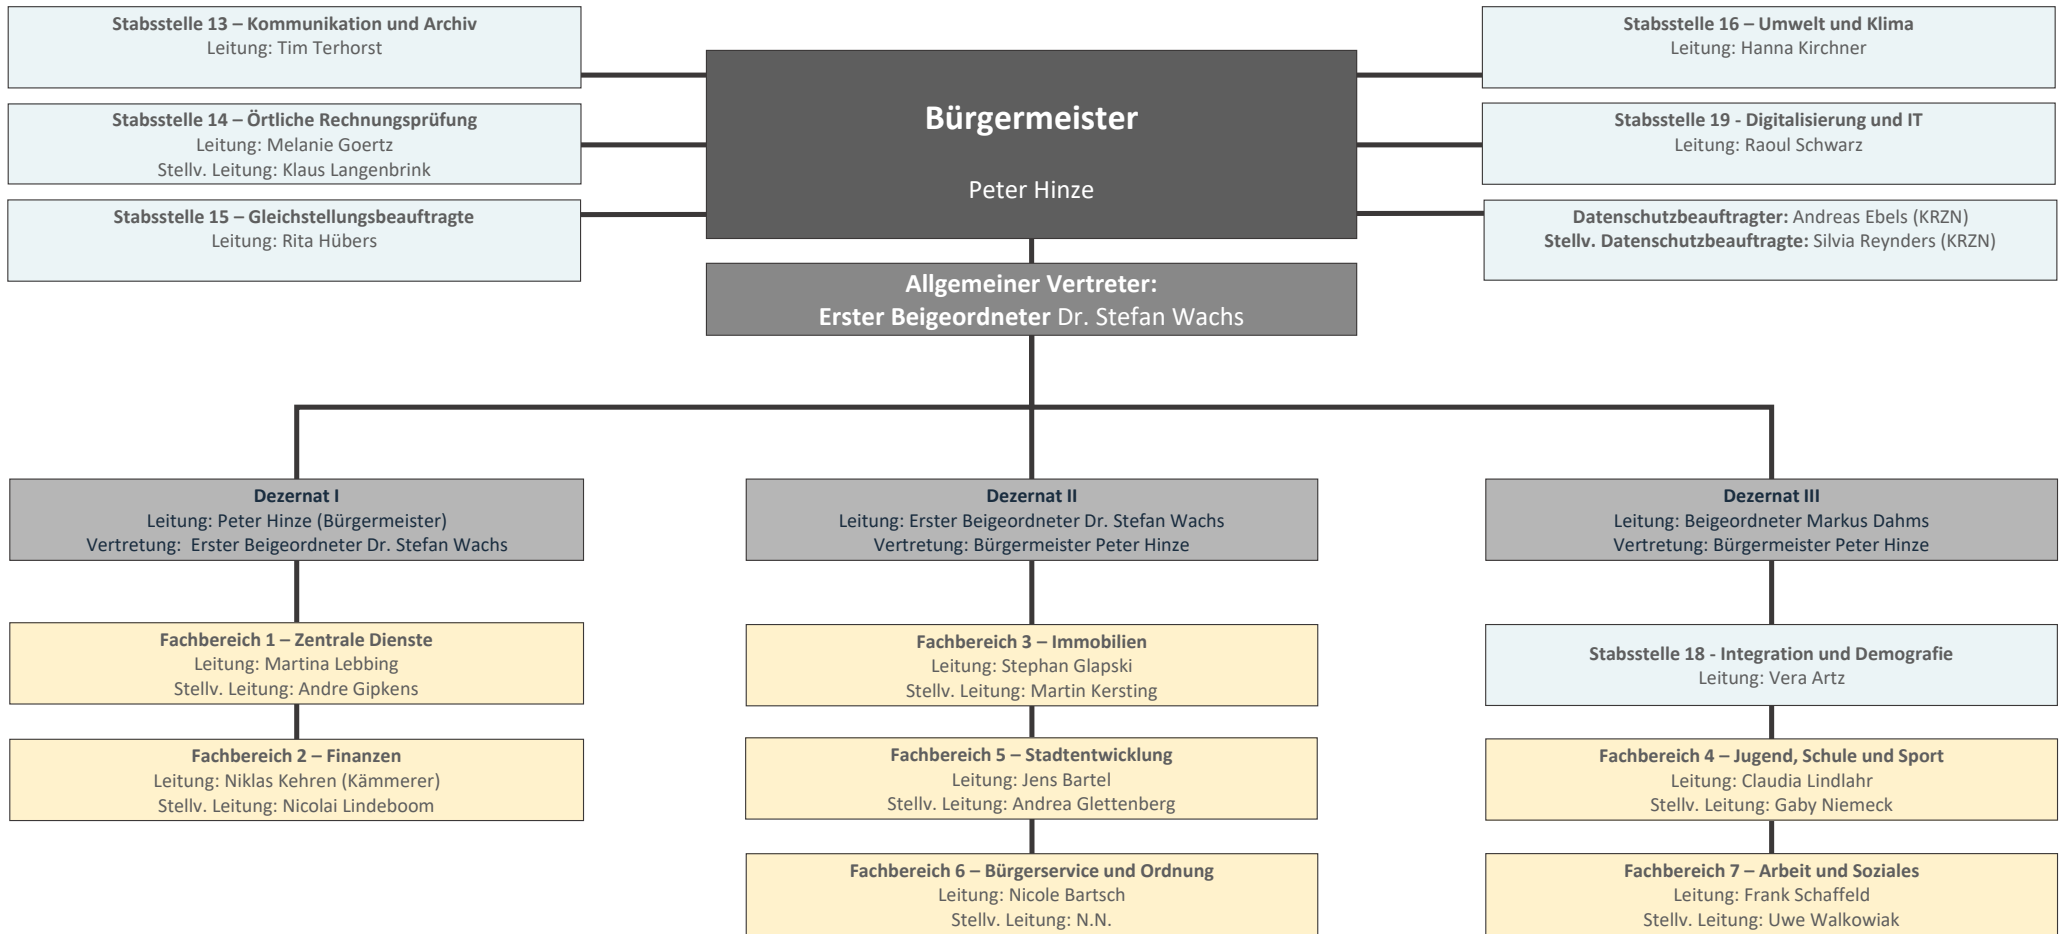 Stabsstelle 13 – Kommunikation und Archiv
Leitung: Tim Terhorst
Stabsstelle 14 – Örtliche Rechnungsprüfung
Leitung: Melanie Goertz
Stellv. Leitung: Klaus Langenbrink
Stabsstelle 15 – Gleichstellungsbeauftragte
Leitung: Rita Hübers
Bürgermeister
Peter Hinze
Allgemeiner Vertreter:
Erster Beigeordneter Dr. Stefan Wachs
Stabsstelle 16 – Umwelt und Klima
Leitung: Hanna Kirchner
Stabsstelle 19 - Digitalisierung und IT
Leitung: Raoul Schwarz
Datenschutzbeauftragter: Andreas Ebels (KRZN)
Stellv. Datenschutzbeauftragte: Silvia Reynders (KRZN)
Dezernat I
Leitung: Peter Hinze (Bürgermeister)
Vertretung: Erster Beigeordneter Dr. Stefan Wachs
Fachbereich 1 – Zentrale Dienste
Leitung: Martina Lebbing
Stellv. Leitung: Andre Gipkens
Fachbereich 2 – Finanzen
Leitung: Niklas Kehren (Kämmerer)
Stellv. Leitung: Nicolai Lindeboom
Dezernat II
Leitung: Erster Beigeordneter Dr. Stefan Wachs
Vertretung: Bürgermeister Peter Hinze
Fachbereich 3 – Immobilien
Leitung: Stephan Glapski
Stellv. Leitung: Martin Kersting
Fachbereich 5 – Stadtentwicklung
Leitung: Jens Bartel
Stellv. Leitung: Andrea Glettenberg
Fachbereich 6 – Bürgerservice und Ordnung
Leitung: Nicole Bartsch
Stellv. Leitung: N.N.
Dezernat III
Leitung: Beigeordneter Markus Dahms
Vertretung: Bürgermeister Peter Hinze
Stabsstelle 18 - Integration und Demografie
Leitung: Vera Artz
Fachbereich 4 – Jugend, Schule und Sport
Leitung: Claudia Lindlahr
Stellv. Leitung: Gaby Niemeck
Fachbereich 7 – Arbeit und Soziales
Leitung: Frank Schaffeld
Stellv. Leitung: Uwe Walkowiak